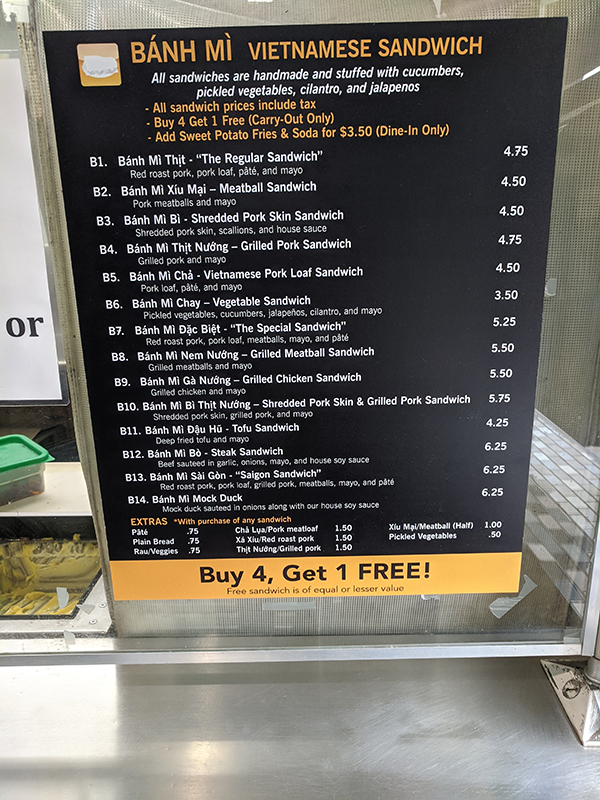 BÁNH MÌ VIETNAMESE SANDWICH
All sandwiches are handmade and stuffed with cucumbers,
pickled vegetables, cilantro, and jalapenos
- All sandwich prices include tax
- Buy 4 Get 1 Free (Carry-Out Only)
- Add Sweet Potato Fries & Soda for $3.50 (Dine-In Only)
B1. Bánh Mì Thịt - “The Regular Sandwich” 4.75
Red roast pork, pork loaf, pâté, and mayo
B2. Bánh Mì Xíu Mại – Meatball Sandwich 4.50
Pork meatballs and mayo
B3. Bánh Mì Bì - Shredded Pork Skin Sandwich 4.50
Shredded pork skin, scallions, and house sauce
B4. Bánh Mì Thịt Nướng – Grilled Pork Sandwich 4.75
Grilled pork and mayo
B5. Bánh Mì Chả - Vietnamese Pork Loaf Sandwich 4.50
Pork loaf, pâté, and mayo
B6. Bánh Mì Chay – Vegetable Sandwich 3.50
Pickled vegetables, cucumbers, jalapeños, cilantro, and mayo
B7. Bánh Mì Đặc Biệt - “The Special Sandwich” 5.25
Red roast pork, pork loaf, meatballs, mayo, and pâté
B8. Bánh Mì Nem Nướng – Grilled Meatball Sandwich 5.50
Grilled meatballs and mayo
or
B9. Bánh Mì Gà Nướng – Grilled Chicken Sandwich 5.50
Grilled chicken and mayo
B10. Bánh Mì Bì Thịt Nướng – Shredded Pork Skin & Grilled Pork Sandwich 5.75
Shredded pork skin, grilled pork, and mayo
B11. Bánh Mì Đậu Hũ - Tofu Sandwich 4.25
Deep fried tofu and mayo
B12. Bánh Mì Bò - Steak Sandwich 6.25
Beef sauteed in garlic, onions, mayo, and house soy sauce
B13. Bánh Mì Sài Gòn - “Saigon Sandwich” 6.25
Red roast pork, pork loaf, grilled pork, meatballs, mayo, and pâté
B14. Bánh Mì Mock Duck 6.25
Mock duck sauteed in onions along with our house soy sauce
EXTRAS *With purchase of any sandwich
Pâté .75 Chả Lụa/Pork meatloaf 1.50 Xíu Mại/Meatball (Half) 1.00
Plain Bread .75 Xá Xíu/Red roast pork 1.50 Pickled Vegetables .50
Rau/Veggies .75 Thịt Nướng/Grilled pork 1.50
Buy 4, Get 1 FREE!
Free sandwich is of equal or lesser value